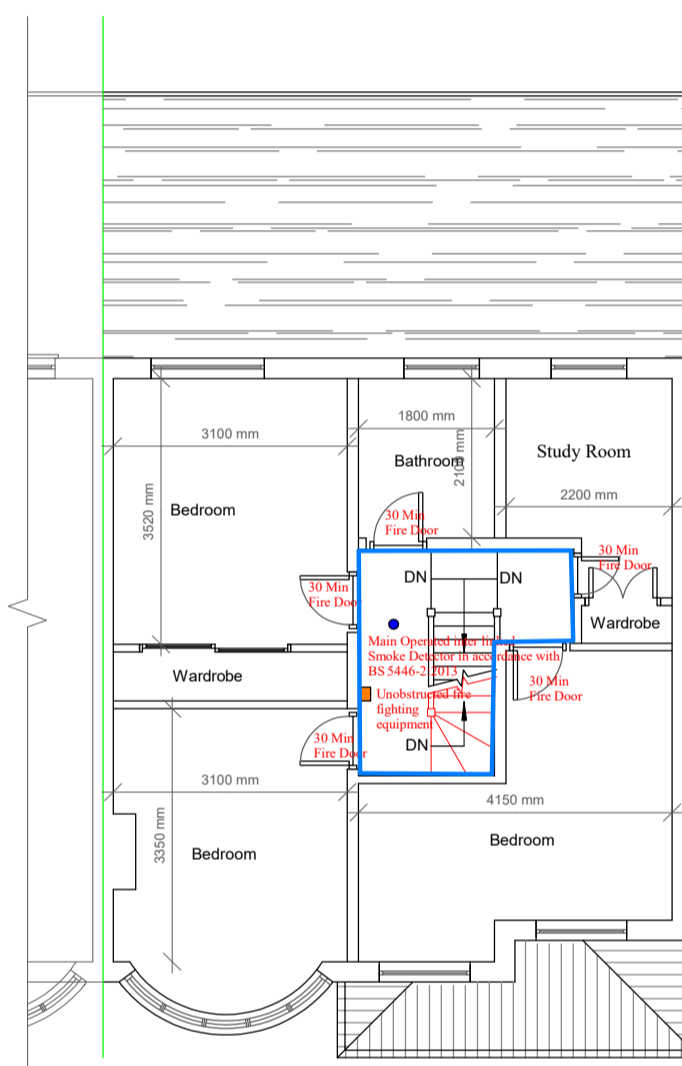 1800 mm
3100 mm
2100 mm
Bathroom
Study Room
2200 mm
3520 mm
Bedroom
30 Min
Fire Door
30 Min
Fire Door
DN
DN
30 Min
Fire Door
Wardrobe
Main Operated inter linked
Smoke Detector in accordance with
BS 5446-2:2013
Wardrobe
30 Min
Fire Door
Unobstructed fire
fighting
equipment
30 Min
Fire Door
DN
3100 mm
4150 mm
3350 mm
Bedroom
Bedroom